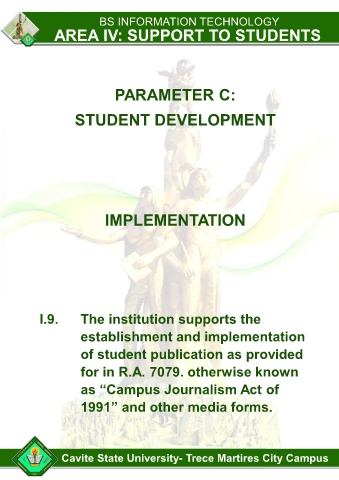 BS INFORMATION TECHNOLOGY
AREA IV: SUPPORT TO STUDENTS
PARAMETER C:
STUDENT DEVELOPMENT
IMPLEMENTATION
I.9. The institution supports the
establishment and implementation
of student publication as provided
for in R.A. 7079. otherwise known
as “Campus Journalism Act of
1991” and other media forms.
Cavite State University- Trece Martires City Campus